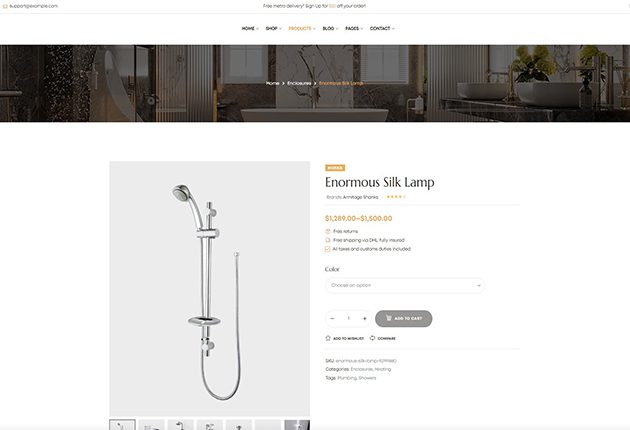 support@example.com
Free metro delivery* Sign Up for $50 off your order!
HOME SHOP PRODUCTS BLOG PAGES CONTACT
Home > Enclosures > Enormous Silk Lamp
Enormous Silk Lamp
Brands: Armitage Shanks
$1,289.00–$1,500.00
Free returns
Free shipping via DHL, fully insured
All taxes and customs duties included
Color
Choose an option
− 1 + ADD TO CART
ADD TO WISHLIST COMPARE
SKU: enormous-silk-lamp-92991880
Categories: Enclosures, Heating
Tags: Plumbing, Showers